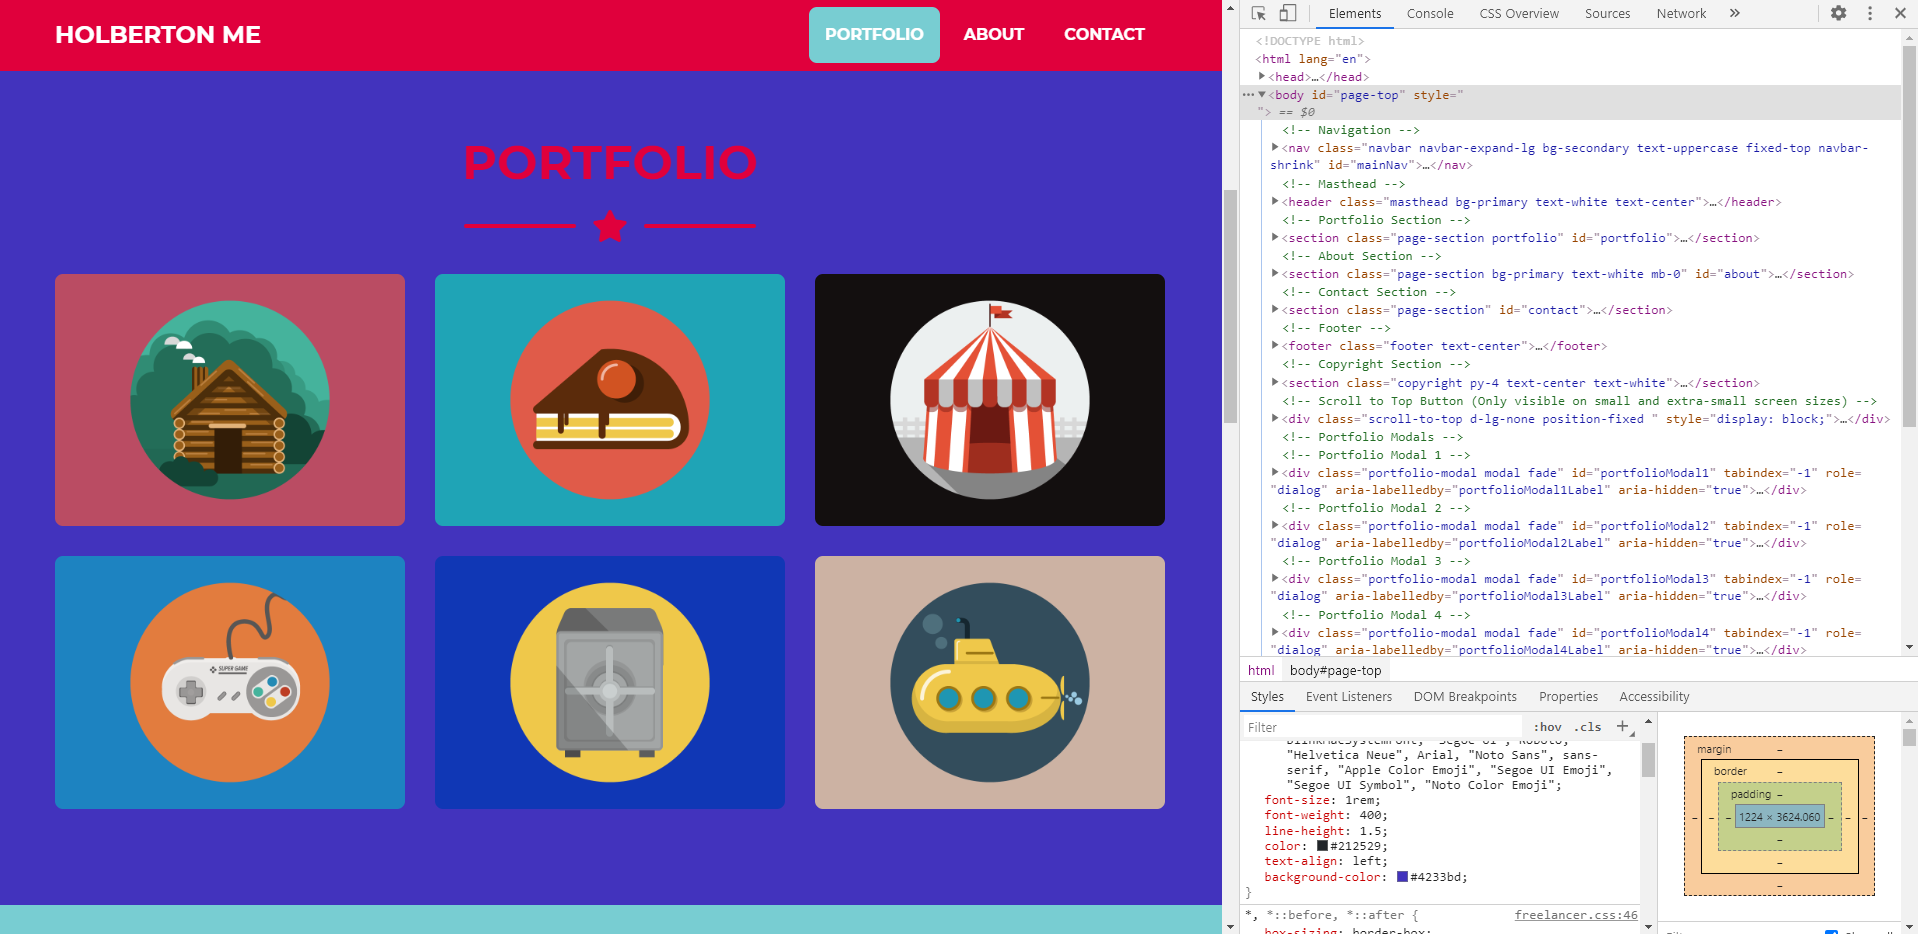 HOLBERTON ME
PORTFOLIO ABOUT CONTACT
PORTFOLIO
SUPER GAME
Elements Console CSS Overview Sources Network »
<!DOCTYPE html>
<html lang="en">
<head>…</head>
<body id="page-top" style="
"> == $0
<!-- Navigation -->
<nav class="navbar navbar-expand-lg bg-secondary text-uppercase fixed-top navbar-
shrink" id="mainNav">…</nav>
<!-- Masthead -->
<header class="masthead bg-primary text-white text-center">…</header>
<!-- Portfolio Section -->
<section class="page-section portfolio" id="portfolio">…</section>
<!-- About Section -->
<section class="page-section bg-primary text-white mb-0" id="about">…</section>
<!-- Contact Section -->
<section class="page-section" id="contact">…</section>
<!-- Footer -->
<footer class="footer text-center">…</footer>
<!-- Copyright Section -->
<section class="copyright py-4 text-center text-white">…</section>
<!-- Scroll to Top Button (Only visible on small and extra-small screen sizes) -->
<div class="scroll-to-top d-lg-none position-fixed " style="display: block;">…</div>
<!-- Portfolio Modals -->
<!-- Portfolio Modal 1 -->
<div class="portfolio-modal modal fade" id="portfolioModal1" tabindex="-1" role=
"dialog" aria-labelledby="portfolioModal1Label" aria-hidden="true">…</div>
<!-- Portfolio Modal 2 -->
<div class="portfolio-modal modal fade" id="portfolioModal2" tabindex="-1" role=
"dialog" aria-labelledby="portfolioModal2Label" aria-hidden="true">…</div>
<!-- Portfolio Modal 3 -->
<div class="portfolio-modal modal fade" id="portfolioModal3" tabindex="-1" role=
"dialog" aria-labelledby="portfolioModal3Label" aria-hidden="true">…</div>
<!-- Portfolio Modal 4 -->
<div class="portfolio-modal modal fade" id="portfolioModal4" tabindex="-1" role=
"dialog" aria-labelledby="portfolioModal4Label" aria-hidden="true">…</div>
html body#page-top
Styles Event Listeners DOM Breakpoints Properties Accessibility
Filter :hov .cls +
BlinkMacSystemFont, "Segoe UI", Roboto,
"Helvetica Neue", Arial, "Noto Sans", sans-
serif, "Apple Color Emoji", "Segoe UI Emoji",
"Segoe UI Symbol", "Noto Color Emoji";
font-size: 1rem;
font-weight: 400;
line-height: 1.5;
color: #212529;
text-align: left;
background-color: #4233bd;
}
*, *::before, *::after { freelancer.css:46
box-sizing: border-box;
margin –
border –
padding –
– – – 1224 × 3624.060 – – –
–
–
–